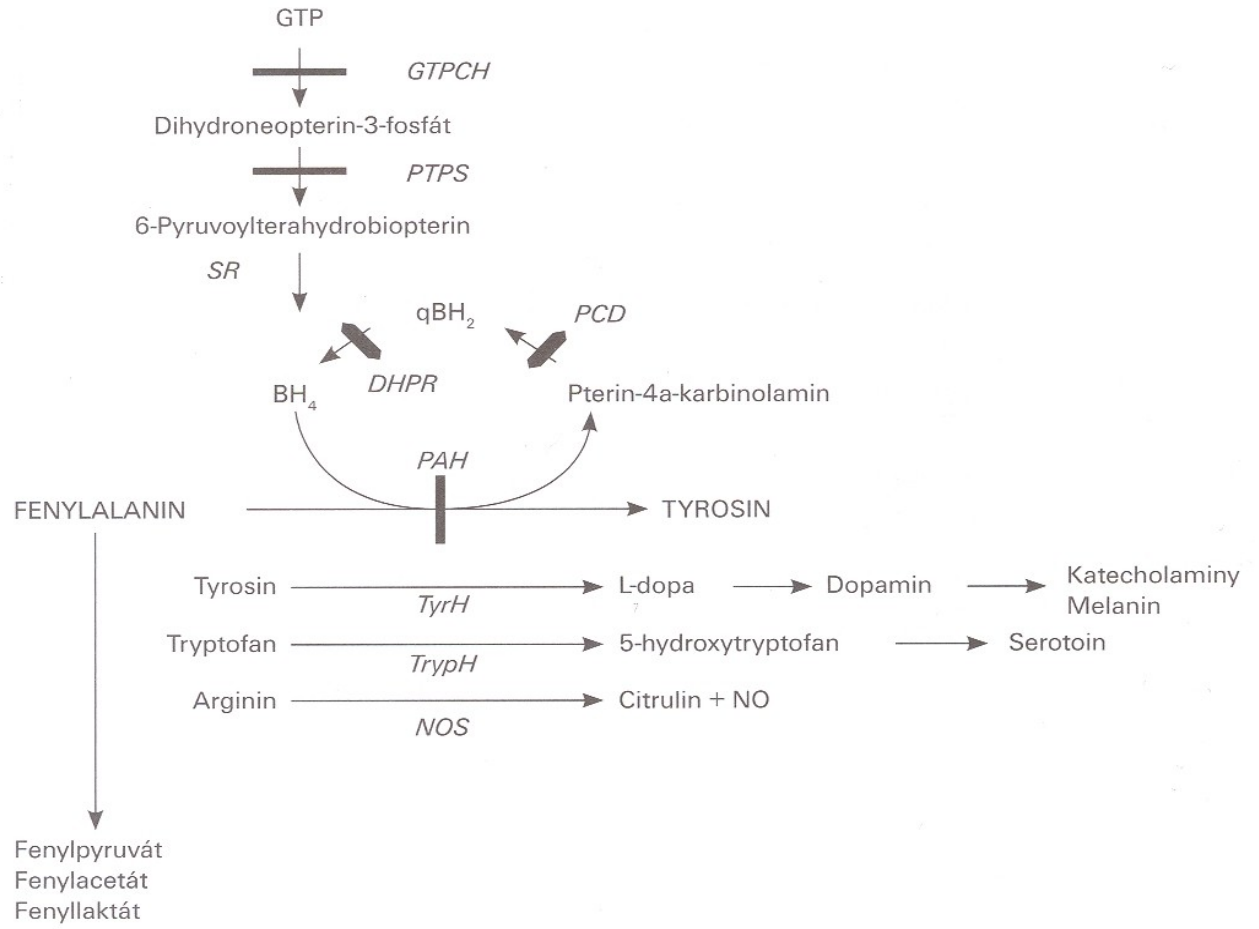 GTP
GTPCH
Dihydroneopterin-3-fosfát
PTPS
6-Pyruvoylterahydrobiopterin
SR
qBH2
PCD
DHPR
BH4
Pterin-4a-karbinolamin
PAH
FENYLALANIN
TYROSIN
Tyrosin
TyrH
L-dopa
Dopamin
Katecholaminy
Melanin
Tryptofan
TrypH
5-hydroxytryptofan
Serotoin
Arginin
NOS
Citrulin + NO
Fenylpyruvát
Fenylacetát
Fenyllaktát